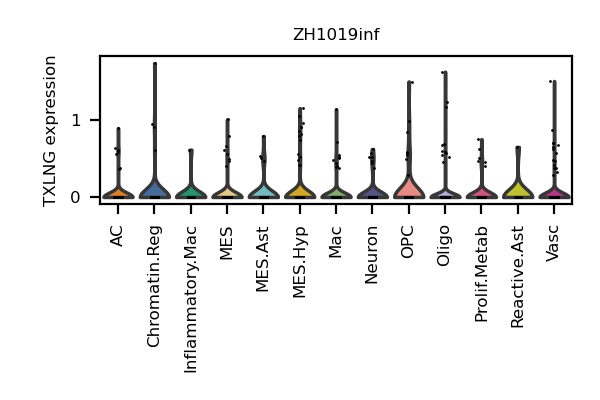 ZH1019inf
TXLNG expression
1
0
AC
Chromatin.Reg
Inflammatory.Mac
MES
MES.Ast
MES.Hyp
Mac
Neuron
OPC
Oligo
Prolif.Metab
Reactive.Ast
Vasc